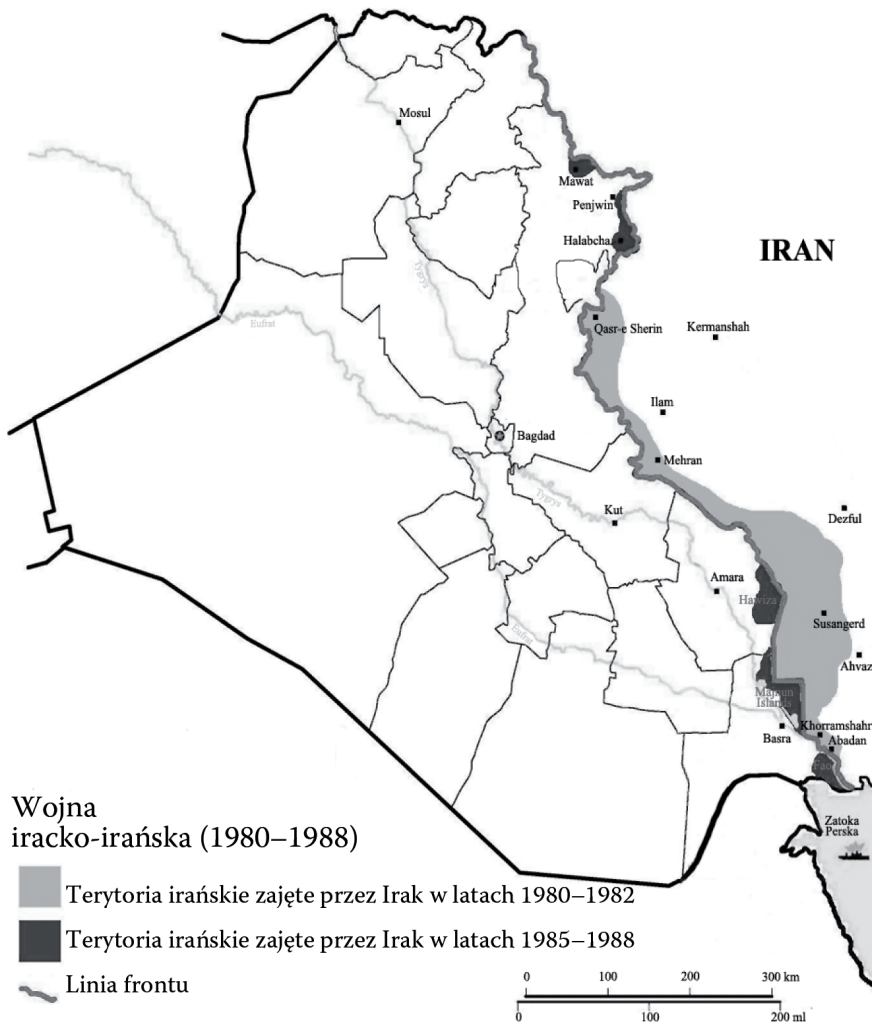 Mosul
Mawat
Penjwin
Halabcha
IRAN
Tygrys
Qasr-e Sherin
Kermanshah
Eufrat
Ilam
Bagdad
Mehran
Tygrys
Kut
Dezful
Amara
Hawiza
Susangerd
Eufrat
Ahvaz
Majnun
Islands
Khorramshahr
Basra
Abadan
Fao
Wojna
iracko-irańska (1980–1988)
Zatoka
Perska
Terytoria irańskie zajęte przez Irak w latach 1980–1982
Terytoria irańskie zajęte przez Irak w latach 1985–1988
Linia frontu
0 100 200 300 km
0 100 200 ml